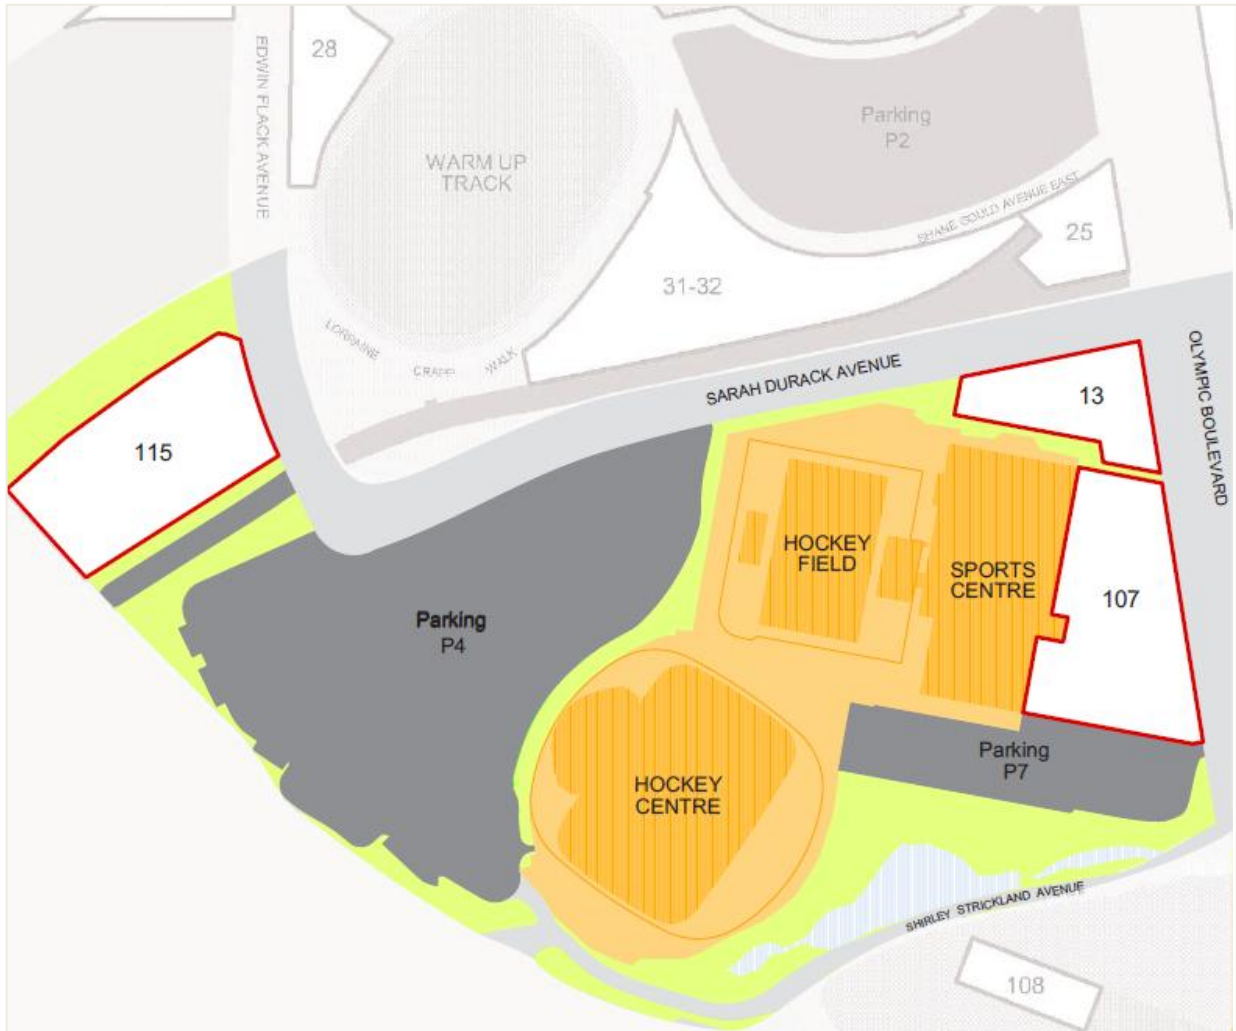 28
EDWIN FLACK AVENUE
WARM UP
TRACK
Parking
P2
SHANE GOULD AVENUE EAST
25
31-32
LORRAINE CRAPP WALK
SARAH DURACK AVENUE
OLYMPIC BOULEVARD
13
115
HOCKEY
FIELD
SPORTS
CENTRE
107
Parking
P4
Parking
P7
HOCKEY
CENTRE
SHIRLEY STRICKLAND AVENUE
108